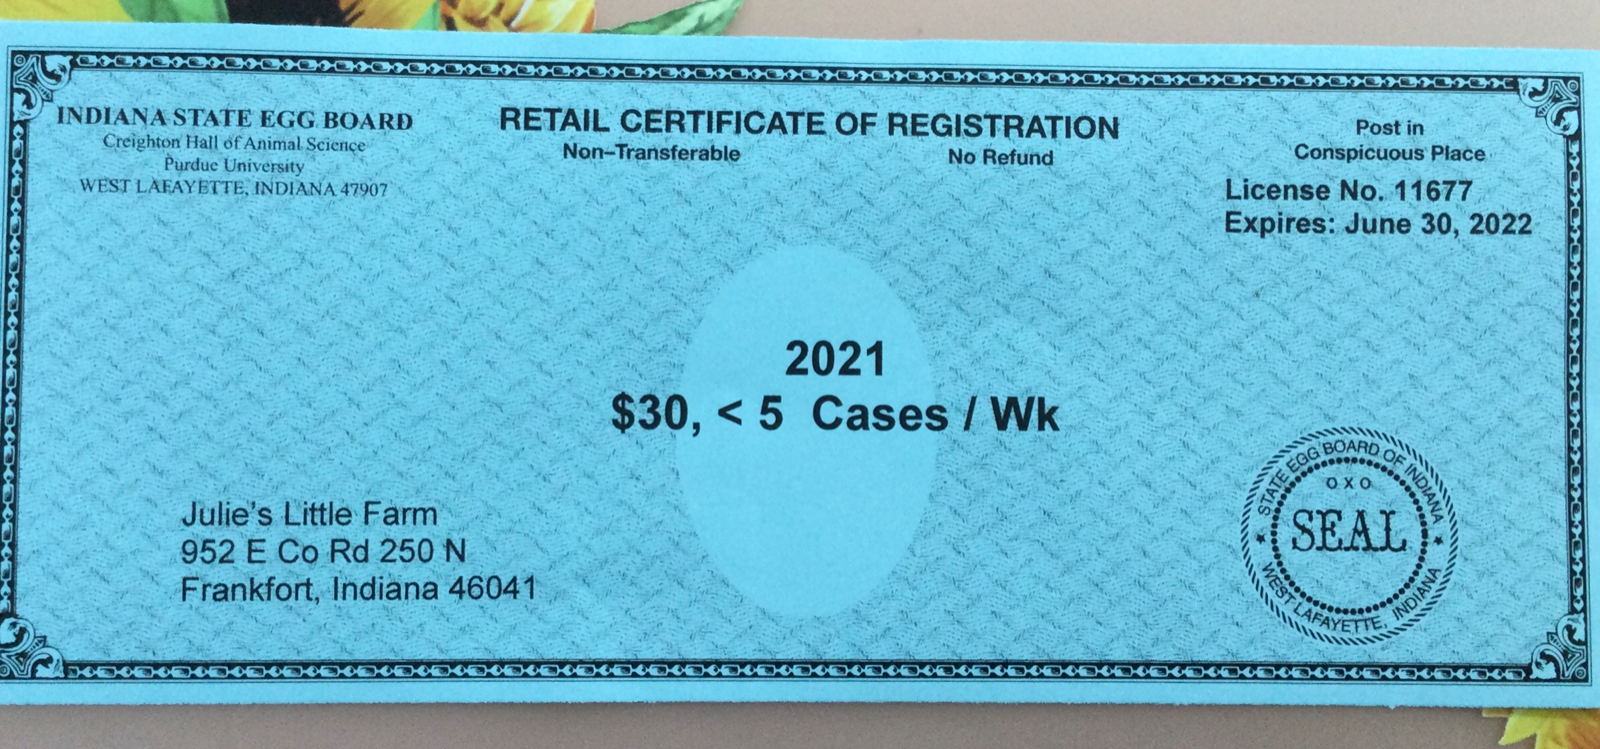 INDIANA STATE EGG BOARD
Creighton Hall of Animal Science
Purdue University
WEST LAFAYETTE, INDIANA 47907
RETAIL CERTIFICATE OF REGISTRATION
Non-Transferable No Refund
Post in
Conspicuous Place
License No. 11677
Expires: June 30, 2022
2021
$30, < 5 Cases / Wk
Julie's Little Farm
952 E Co Rd 250 N
Frankfort, Indiana 46041
STATE EGG BOARD OF INDIANA
OXO
SEAL
WEST LAFAYETTE, INDIANA